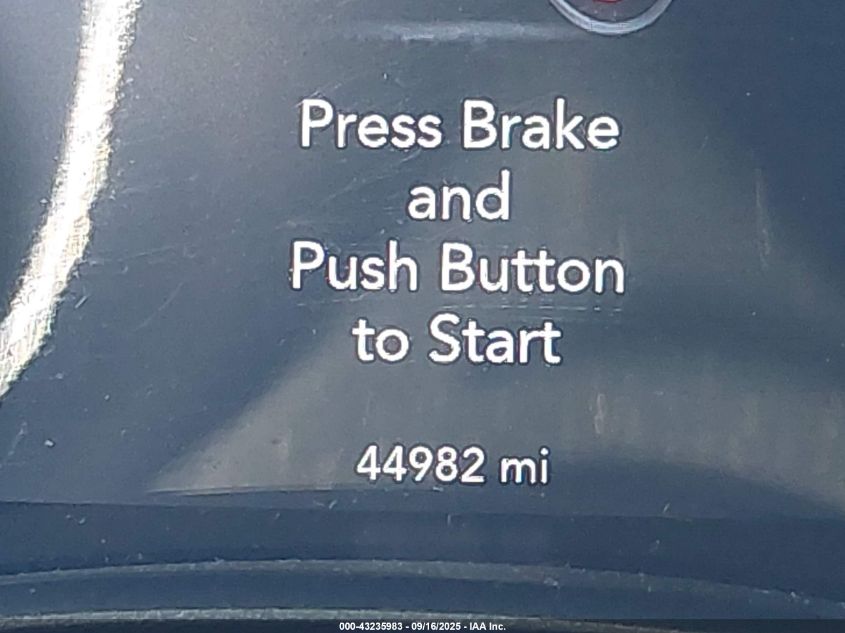 Press Brake
and
Push Button
to Start
44982 mi
000-43235983 - 09/16/2025 - IAA Inc.